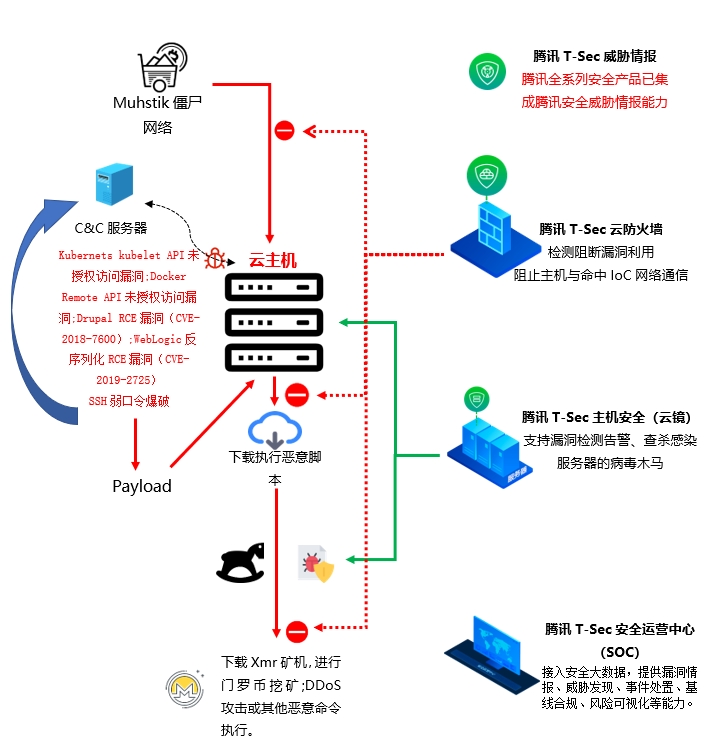 Muhstik 僵尸
网络
C&C 服务器
Kubernets kubelet API 未
授权访问漏洞;Docker
Remote API 未授权访问漏
洞;Drupal RCE 漏洞（CVE-
2018-7600）;WebLogic 反
序列化 RCE 漏洞（CVE-
2019-2725）
SSH 弱口令爆破
Payload
云主机
下载执行恶意脚
本
下载 Xmr 矿机, 进行
门罗币挖矿;DDoS
攻击或其他恶意命令
执行。
腾讯 T-Sec 威胁情报
腾讯全系列安全产品已集
成腾讯安全威胁情报能力
腾讯 T-Sec 云防火墙
检测阻断漏洞利用
阻止主机与命中 IoC 网络通信
腾讯 T-Sec 主机安全（云镜）
支持漏洞检测告警、查杀感染
服务器的病毒木马
服务器
腾讯 T-Sec 安全运营中心
（SOC）
接入安全大数据，提供漏洞情
报、威胁发现、事件处置、基
线合规、风险可视化等能力。